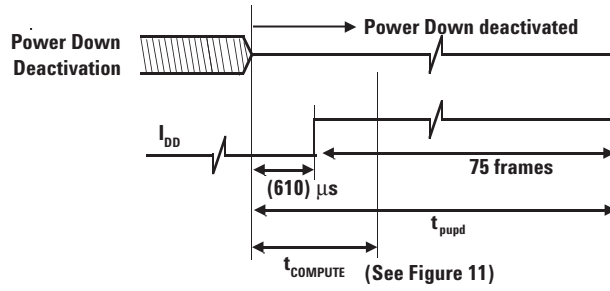 Power Down
Deactivation
Power Down deactivated
I_DD
75 frames
(610) µs
t_pupd
t_COMPUTE (See Figure 11)